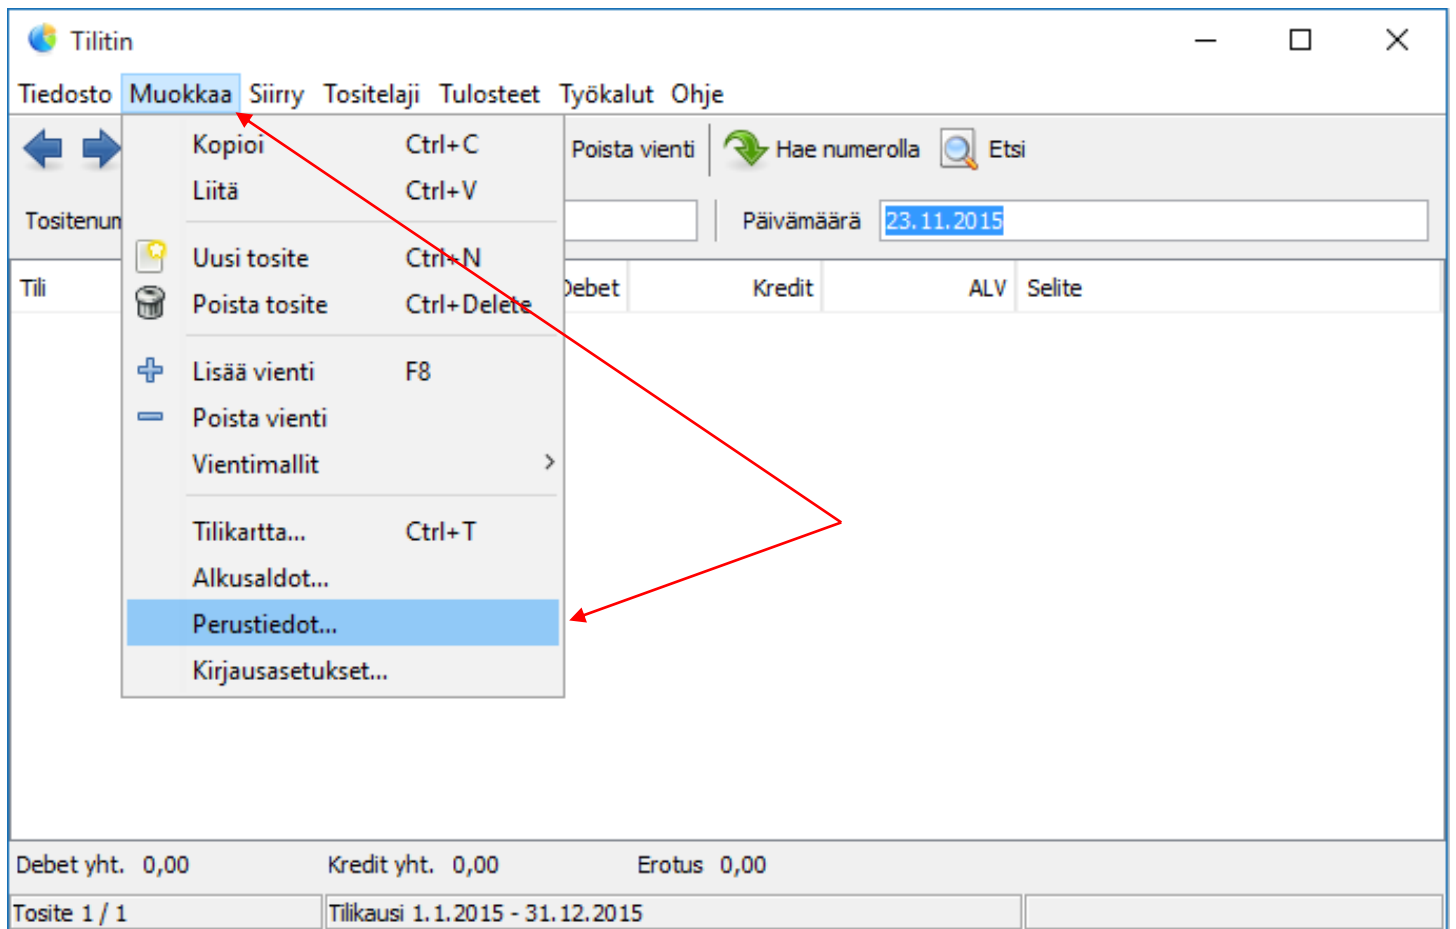 Tilitin
Tiedosto Muokkaa Siirry Tositelaji Tulosteet Työkalut Ohje
Kopioi Ctrl+C
Poista vienti Hae numerolla Etsi
Liitä Ctrl+V
Tositenum Päivämäärä 23.11.2015
Uusi tosite Ctrl+N
Tili Debet Kredit ALV Selite
Poista tosite Ctrl+Delete
Lisää vienti F8
Poista vienti
Vientimallit
Tilikartta... Ctrl+T
Alkusaldot...
Perustiedot...
Kirjausasetukset...
Debet yht. 0,00 Kredit yht. 0,00 Erotus 0,00
Tosite 1 / 1 Tilikausi 1.1.2015 - 31.12.2015